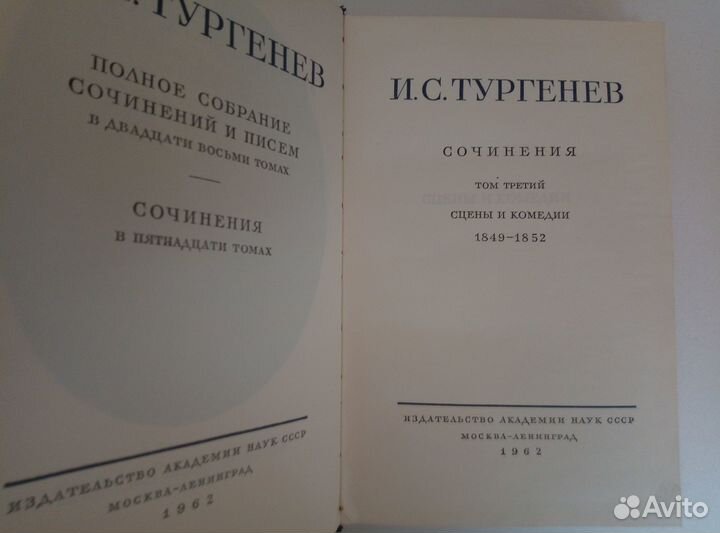 С. ТУРГЕНЕВ
ПОЛНОЕ СОБРАНИЕ
СОЧИНЕНИЙ И ПИСЕМ
В ДВАДЦАТИ ВОСЬМИ ТОМАХ
СОЧИНЕНИЯ
В ПЯТНАДЦАТИ ТОМАХ
ИЗДАТЕЛЬСТВО АКАДЕМИИ НАУК СССР
МОСКВА–ЛЕНИНГРАД
1962
И.С. ТУРГЕНЕВ
СОЧИНЕНИЯ
ТОМ ТРЕТИЙ
СЦЕНЫ И КОМЕДИИ
1849–1852
ИЗДАТЕЛЬСТВО АКАДЕМИИ НАУК СССР
МОСКВА–ЛЕНИНГРАД
1962
Avito